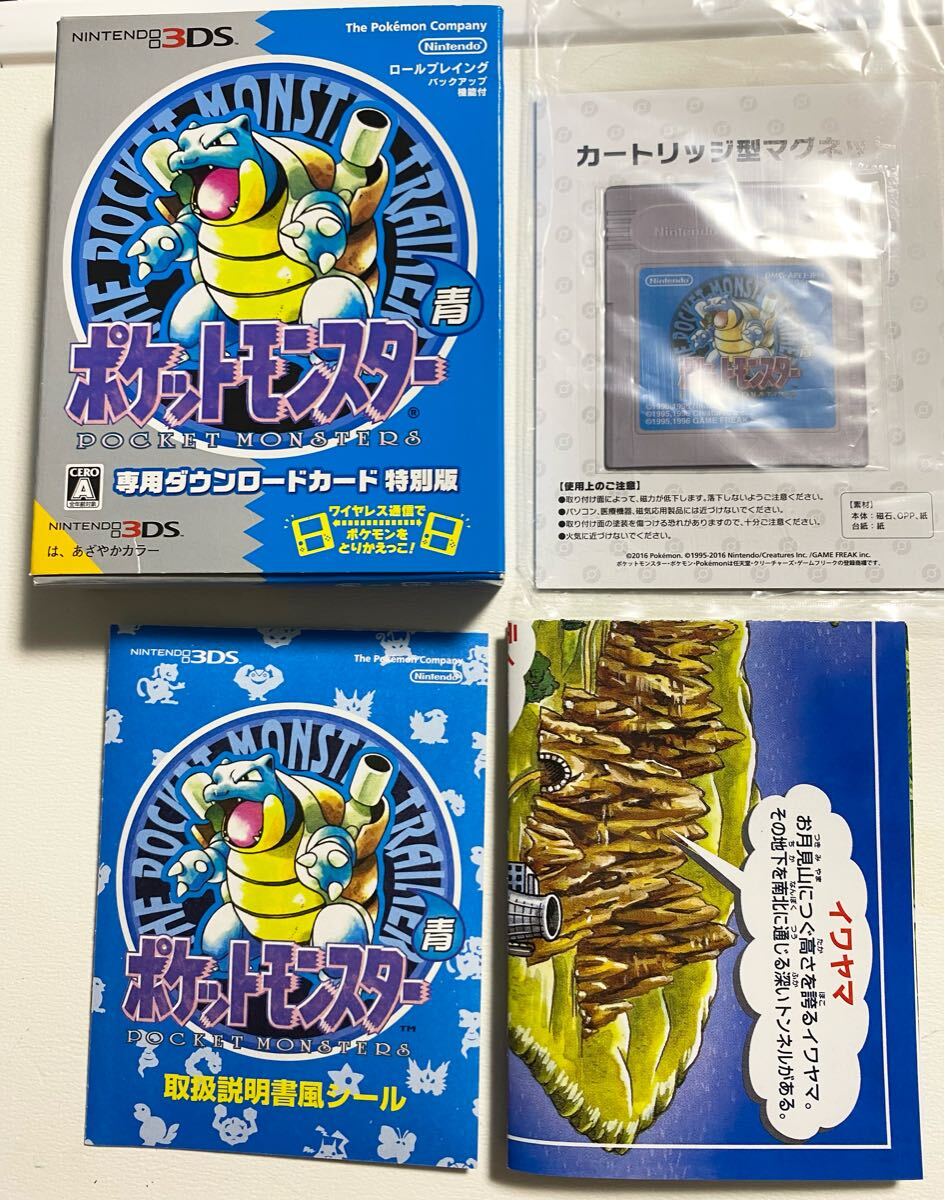 NINTENDO3DS™
The Pokémon Company
Nintendo
ロールプレイング
バックアップ
機能付
青
ポケットモンスター®
POCKET MONSTERS
CERO
A
全年齢対象
専用ダウンロードカード 特別版
NINTENDO3DS
は、あざやかカラー
ワイヤレス通信で
ポケモンを
とりかえっこ!
カートリッジ型マグネッ
Nintendo
Nintendo
青
©1995,1996 GAME FREAK
【使用上のご注意】
●取り付け面によって、磁力が低下します。落下しないようご注意ください。
●パソコン、医療機器、磁気応用製品には近づけないでください。
●取り付け面の塗装を傷つける恐れがありますので、十分ご注意ください。
●火気に近づけないでください。
【素材】
本体:磁石、OPP、紙
台紙:紙
©2016 Pokémon. ©1995-2016 Nintendo/Creatures Inc. /GAME FREAK inc.
ポケットモンスター・ポケモン・Pokémonは任天堂・クリーチャーズ・ゲームフリークの登録商標です。
NINTENDO3DS™
The Pokémon Company
Nintendo
青
ポケットモンスター™
POCKET MONSTERS
取扱説明書風シール
イワヤマ
お月見山につぐ高さを誇るイワヤマ。
その地下を南北に通じる深いトンネルがある。